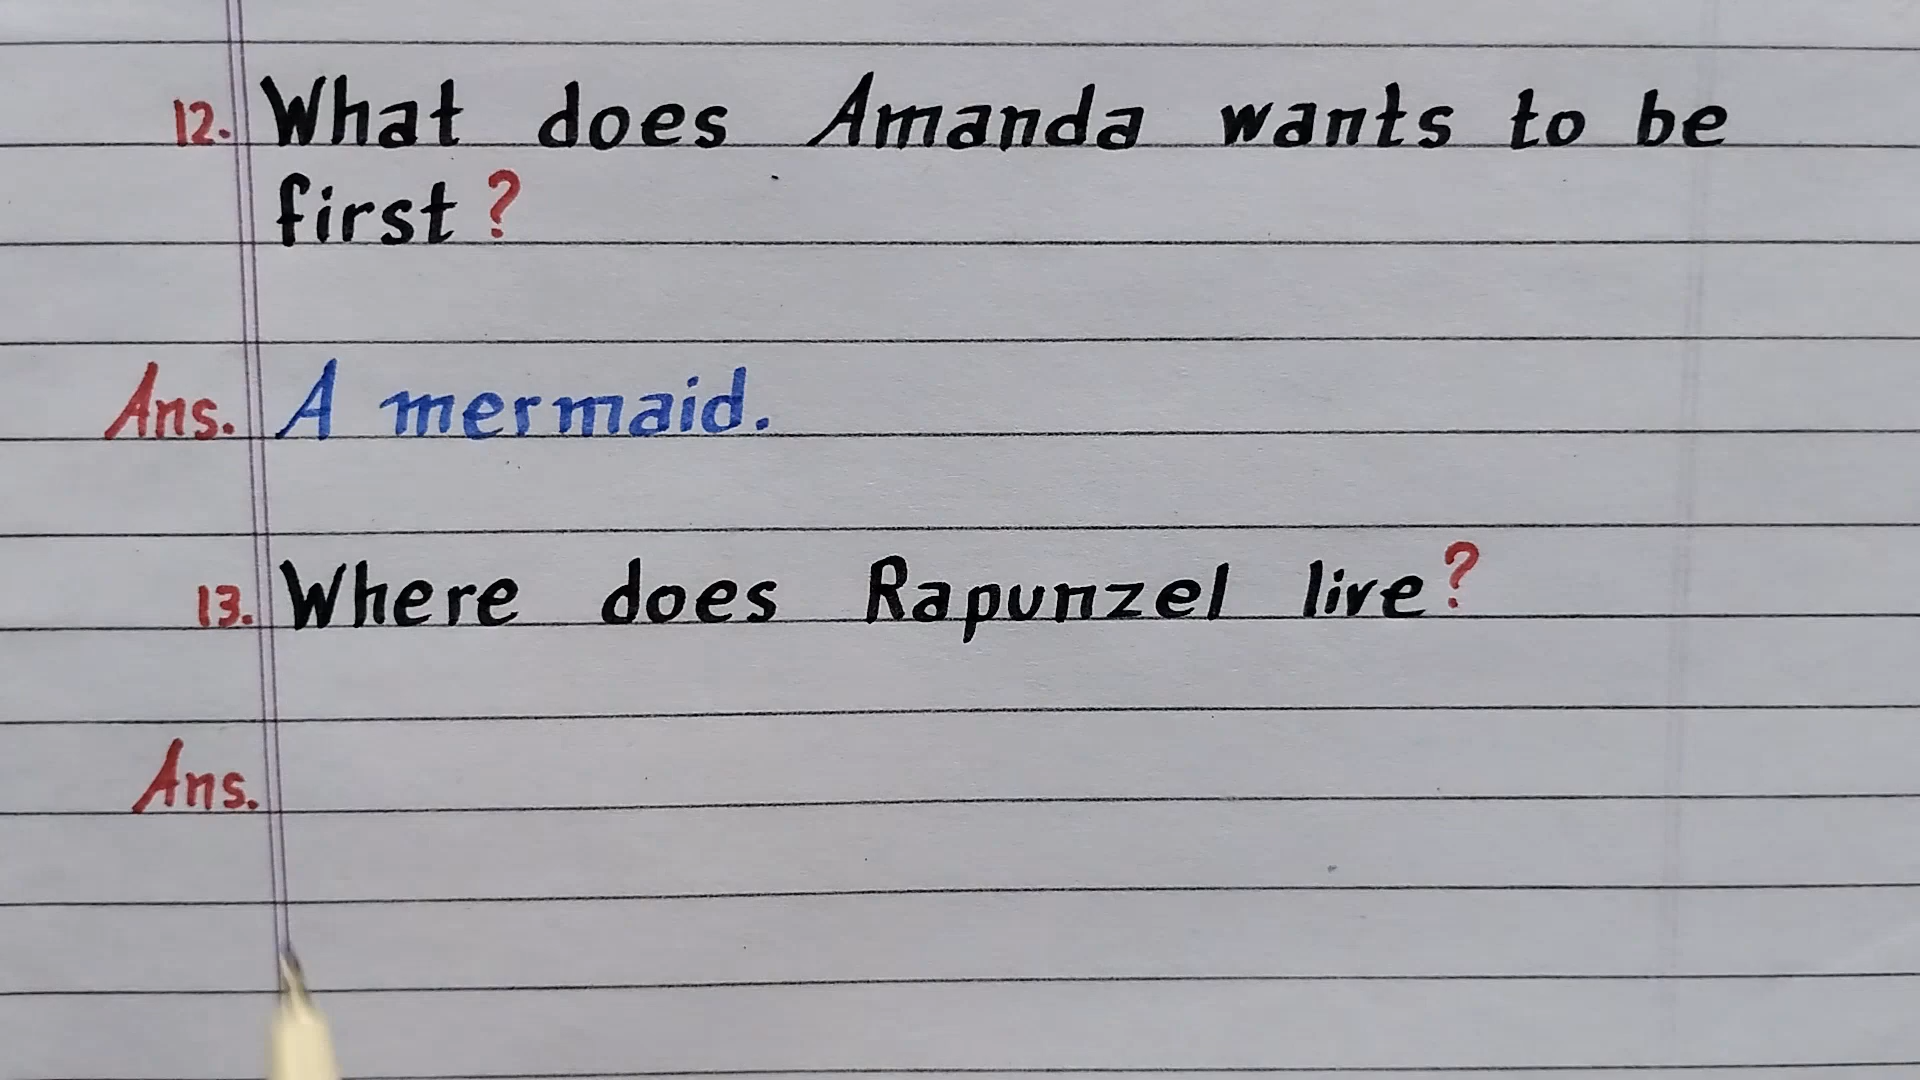 12. What does Amanda wants to be
first?
Ans. A mermaid.
13. Where does Rapunzel live?
Ans.